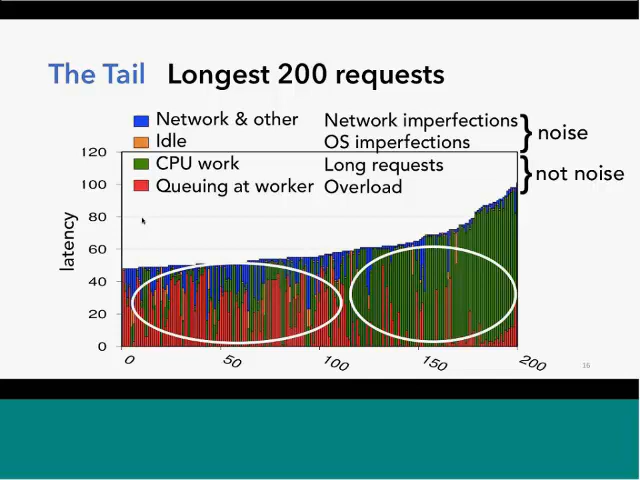 The Tail Longest 200 requests
Network & other
Idle
CPU work
Queuing at worker
Network imperfections
OS imperfections
Long requests
Overload
noise
not noise
latency
120
100
80
60
40
20
0
0
50
100
150
200
16